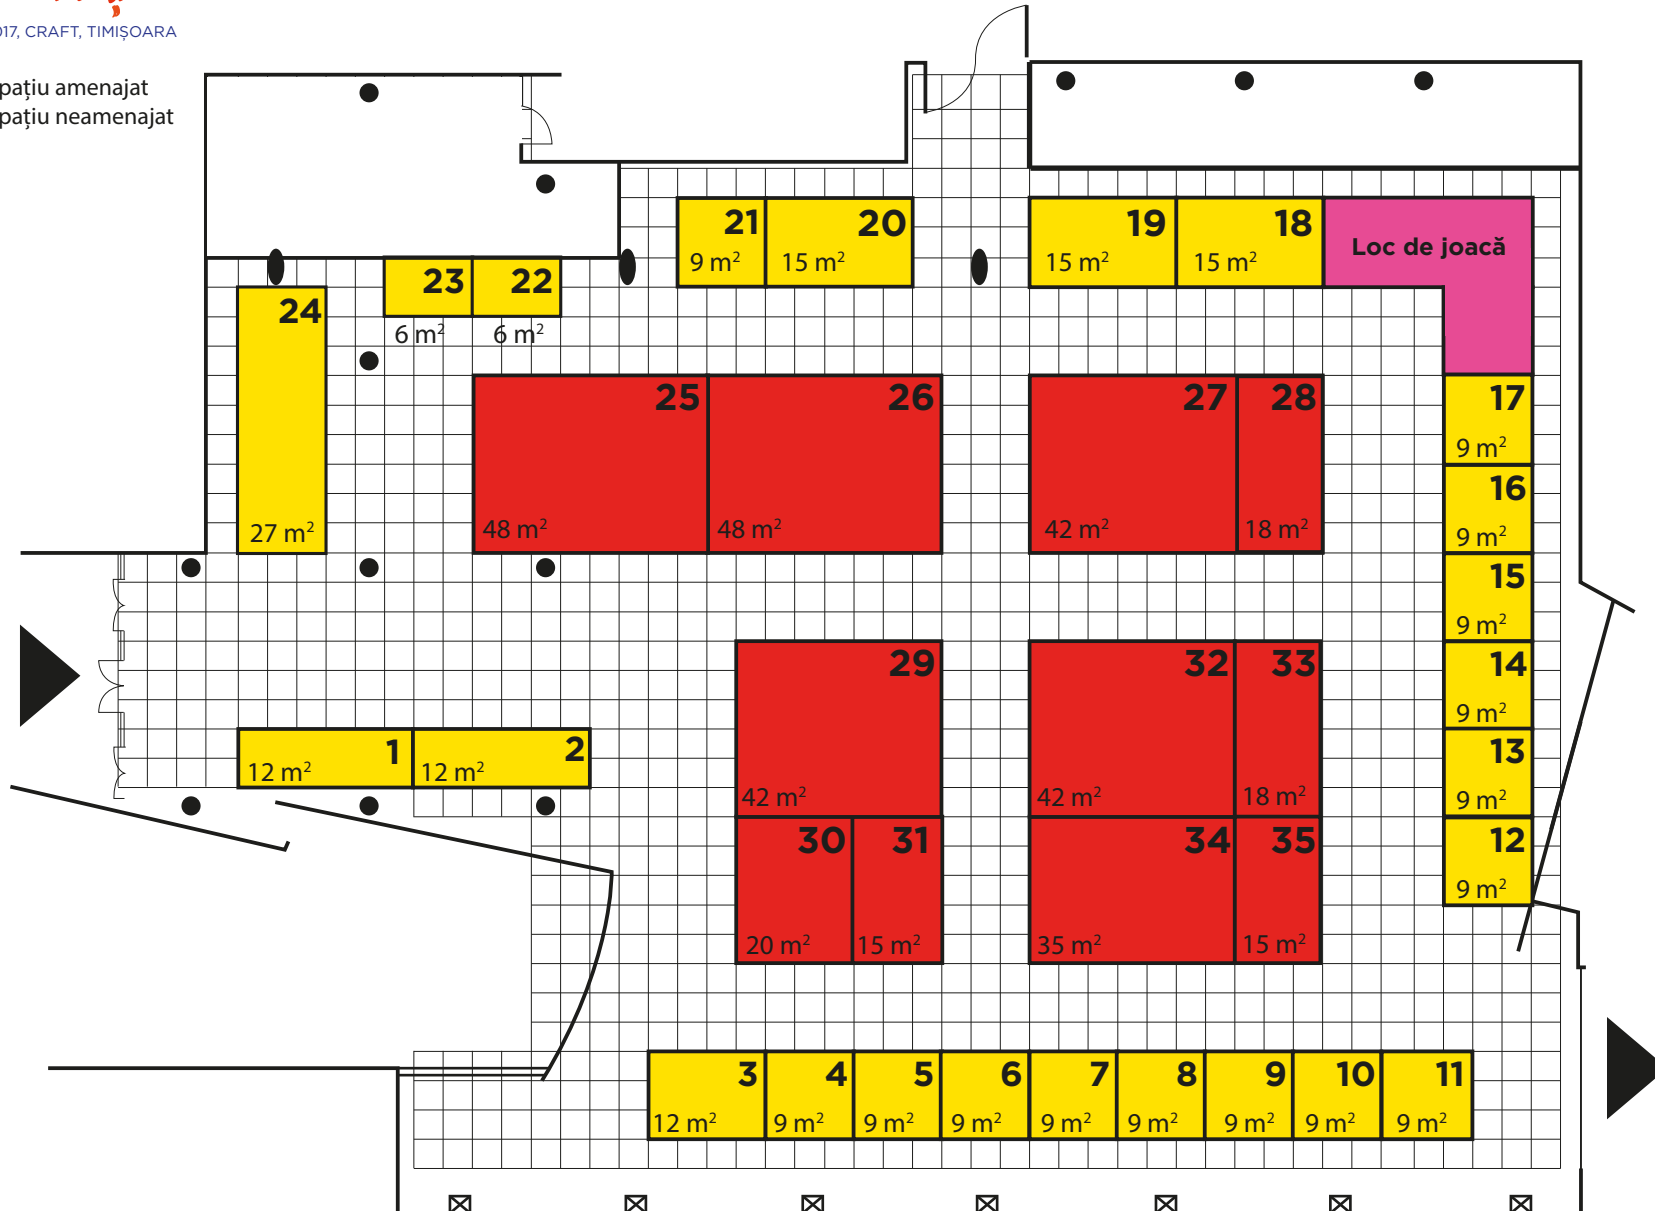 017, CRAFT, TIMIȘOARA
pațiu amenajat
pațiu neamenajat
21
9 m²
20
15 m²
19
15 m²
18
15 m²
Loc de joacă
23
6 m²
22
6 m²
24
27 m²
25
48 m²
26
48 m²
27
42 m²
28
18 m²
17
9 m²
16
9 m²
15
9 m²
14
9 m²
13
9 m²
12
9 m²
29
42 m²
32
42 m²
33
18 m²
1
12 m²
2
12 m²
30
20 m²
31
15 m²
34
35 m²
35
15 m²
3
12 m²
4
9 m²
5
9 m²
6
9 m²
7
9 m²
8
9 m²
9
9 m²
10
9 m²
11
9 m²